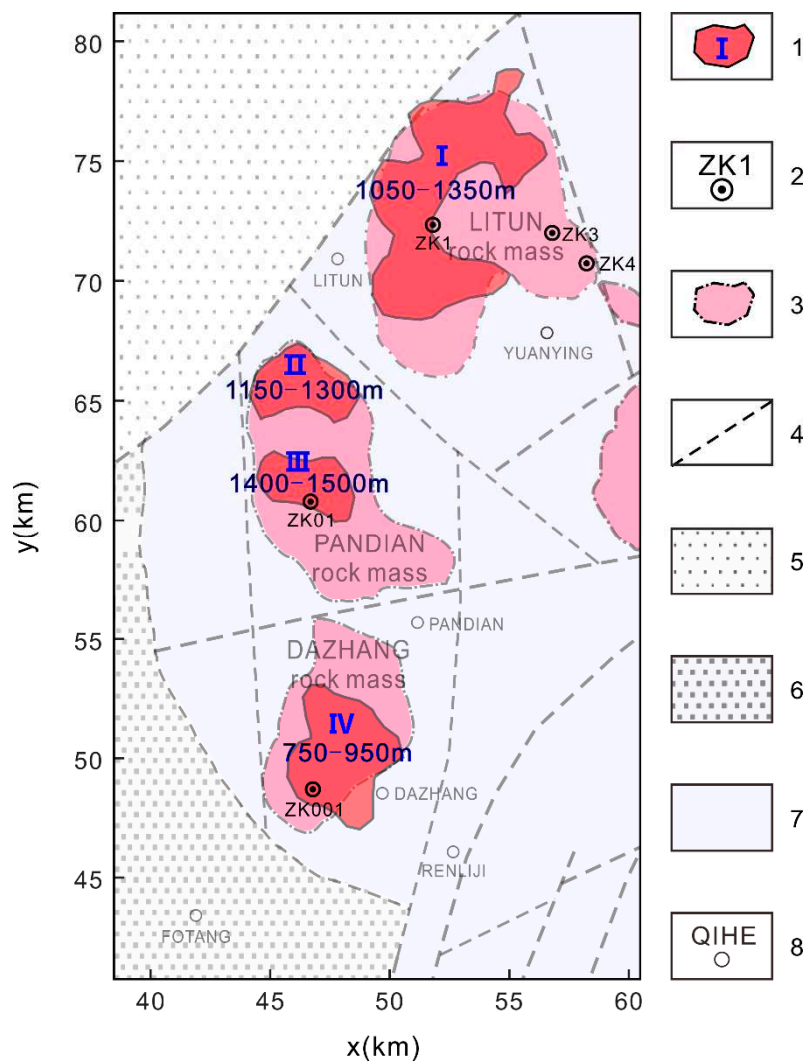 80
75
70
65
60
55
50
45
y(km)
40
45
50
55
60
x(km)
I
1050-1350m
LITUN
rock mass
ZK1
ZK3
ZK4
LITUN
YUANYING
II
1150-1300m
III
1400-1500m
ZK01
PANDIAN
rock mass
PANDIAN
DAZHANG
rock mass
IV
750-950m
ZK001
DAZHANG
RENLIJI
FOTANG
I
1
ZK1
2
3
4
5
6
7
QIHE
8